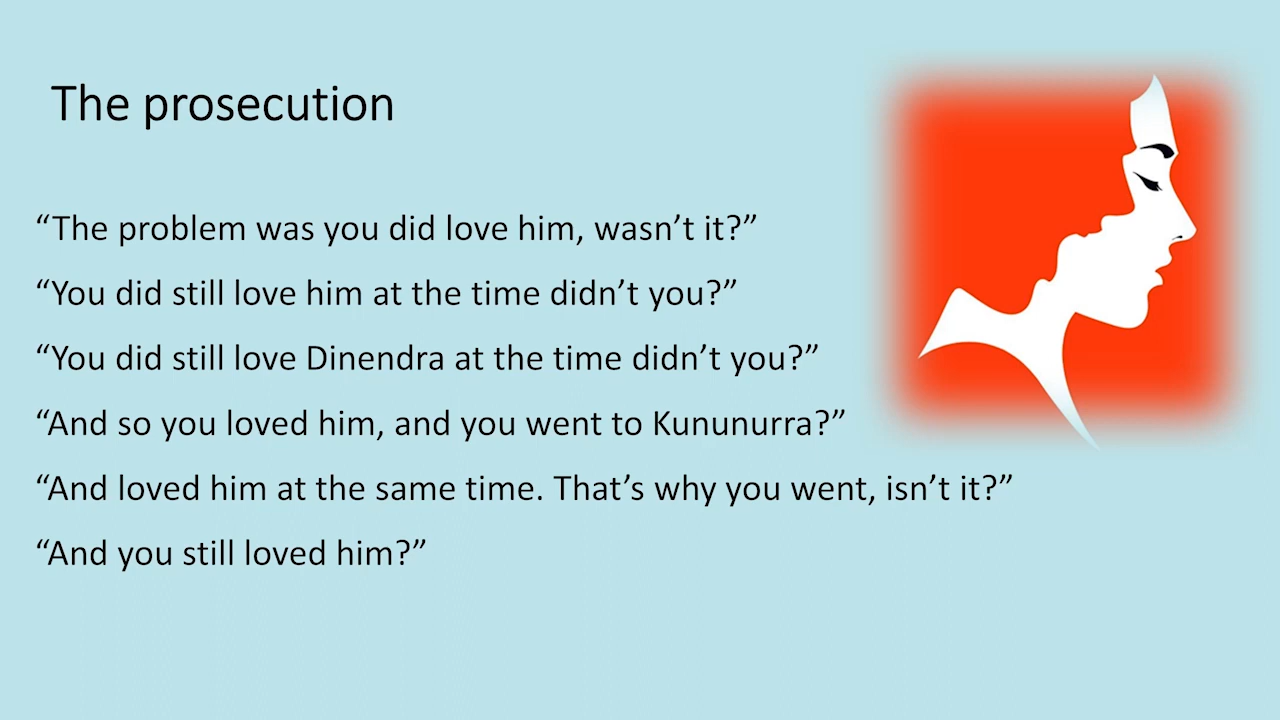 The prosecution
“The problem was you did love him, wasn’t it?”
“You did still love him at the time didn’t you?”
“You did still love Dinendra at the time didn’t you?”
“And so you loved him, and you went to Kununurra?”
“And loved him at the same time. That’s why you went, isn’t it?”
“And you still loved him?”